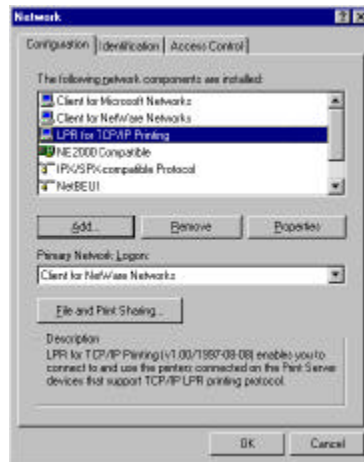 Network
Configuration Identification Access Control
The following network components are installed:
Client for Microsoft Networks
Client for NetWare Networks
LPR for TCP/IP Printing
NE2000 Compatible
IPX/SPX-compatible Protocol
NetBEUI
Add... Remove Properties
Primary Network Logon:
Client for NetWare Networks
File and Print Sharing...
Description
LPR for TCP/IP Printing (v1.00/1997-08-08) enables you to
connect to and use the printers connected on the Print Server
devices that support TCP/IP LPR printing protocol.
OK Cancel